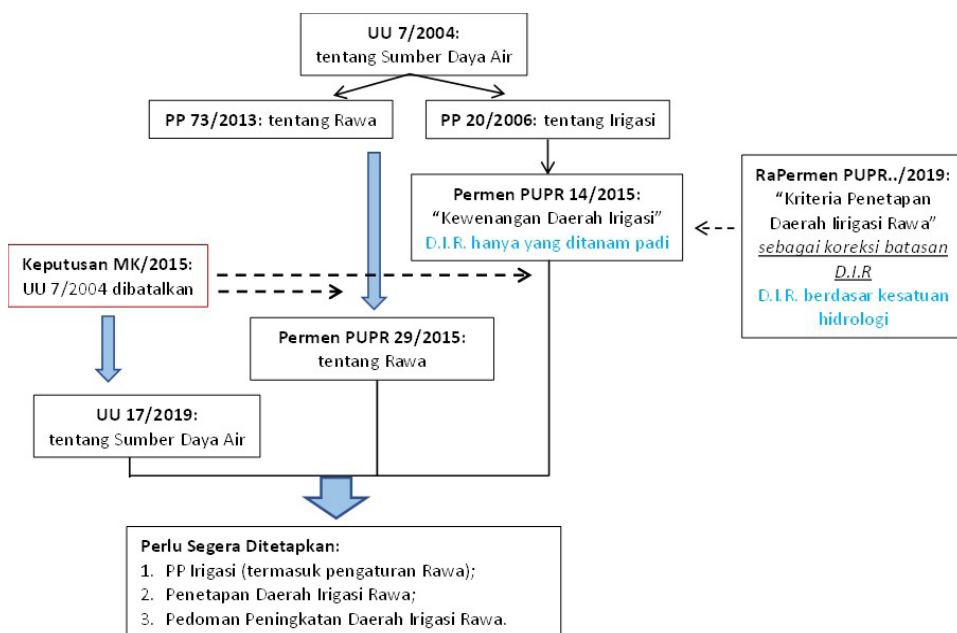 UU 7/2004:
tentang Sumber Daya Air
PP 73/2013: tentang Rawa
PP 20/2006: tentang Irigasi
Permen PUPR 14/2015:
“Kewenangan Daerah Irigasi”
D.I.R. hanya yang ditanam padi
RaPermen PUPR../2019:
“Kriteria Penetapan
Daerah Iirigasi Rawa”
sebagai koreksi batasan
D.I.R
D.I.R. berdasar kesatuan
hidrologi
Keputusan MK/2015:
UU 7/2004 dibatalkan
Permen PUPR 29/2015:
tentang Rawa
UU 17/2019:
tentang Sumber Daya Air
Perlu Segera Ditetapkan:
1. PP Irigasi (termasuk pengaturan Rawa);
2. Penetapan Daerah Irigasi Rawa;
3. Pedoman Peningkatan Daerah Irigasi Rawa.